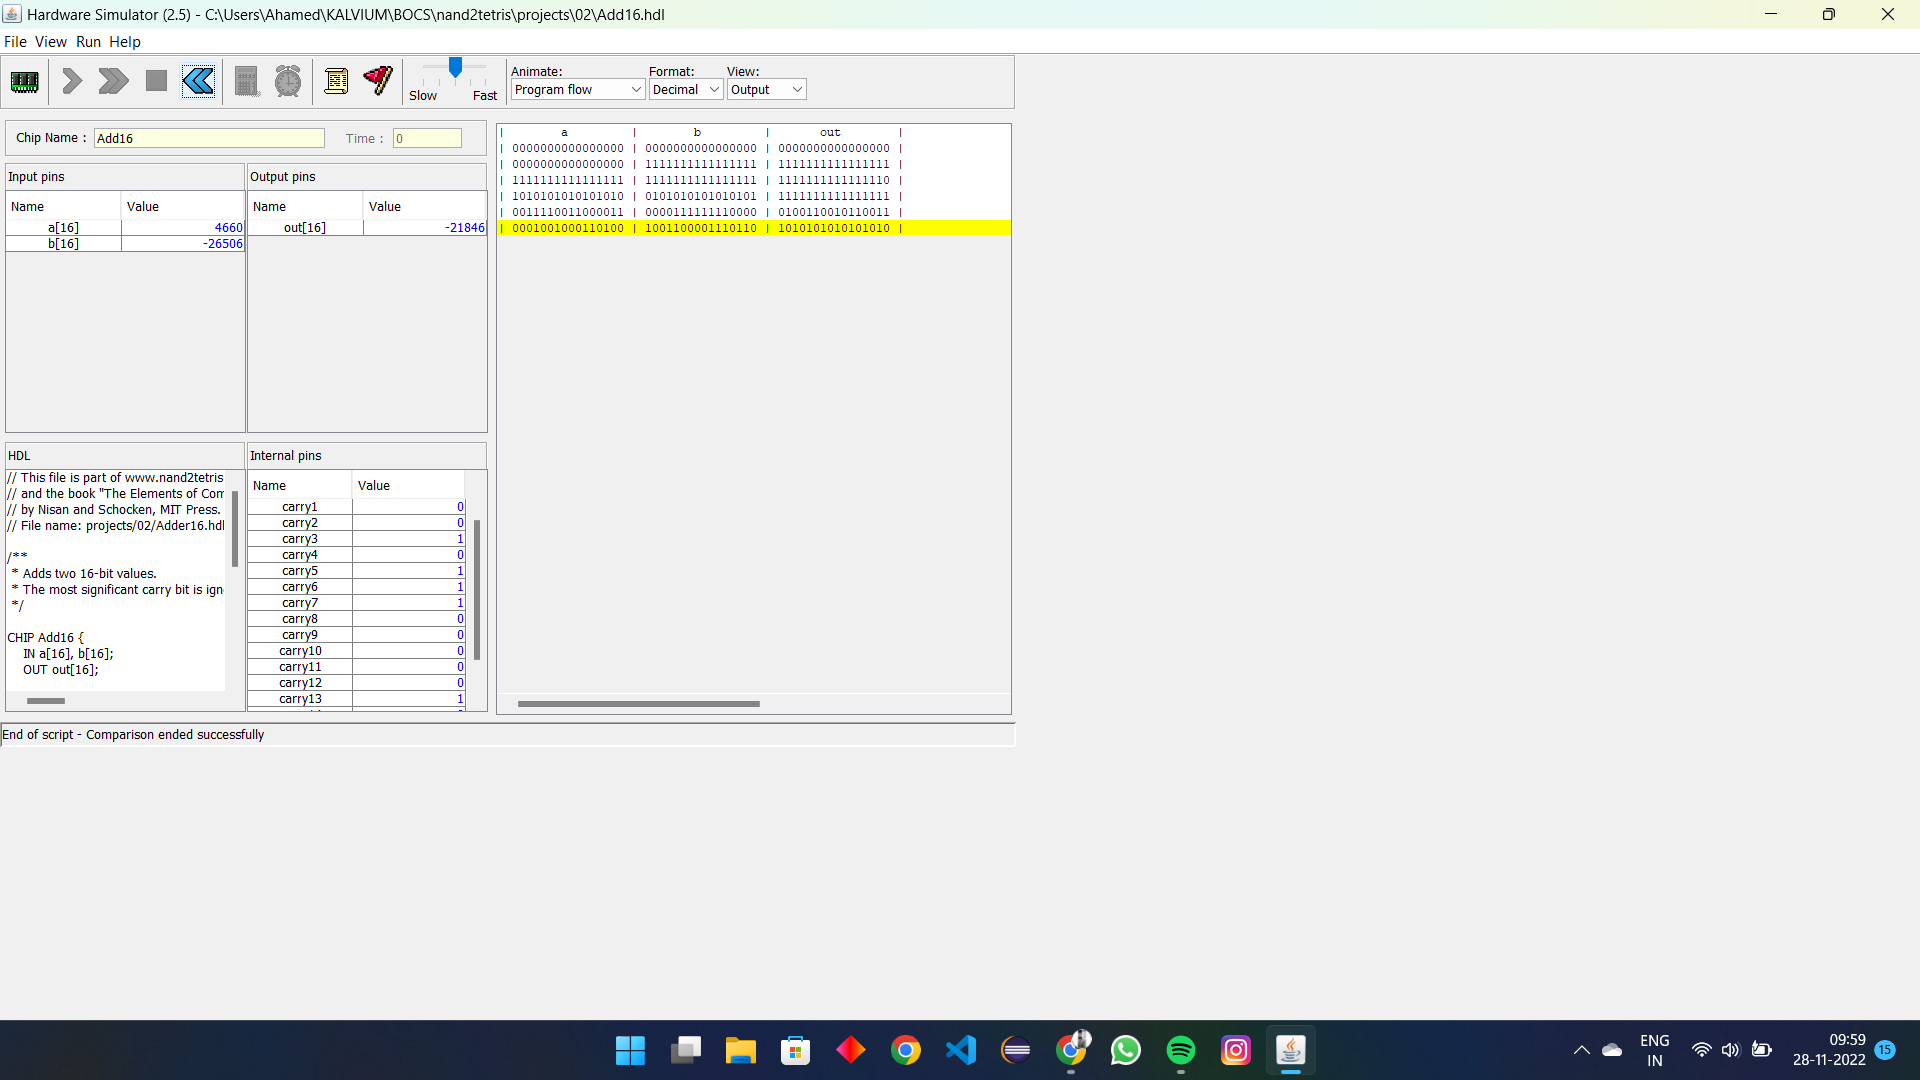 Hardware Simulator (2.5) - C:\Users\Ahamed\KALVIUM\BOCS\nand2tetris\projects\02\Add16.hdl
File View Run Help
Slow Fast
Animate: Format: View:
Program flow Decimal Output
Chip Name : Add16 Time : 0
Input pins
Name Value
a[16] 4660
b[16] -26506
Output pins
Name Value
out[16] -21846
| a | b | out |
| 0000000000000000 | 0000000000000000 | 0000000000000000 |
| 0000000000000000 | 1111111111111111 | 1111111111111111 |
| 1111111111111111 | 1111111111111111 | 1111111111111110 |
| 1010101010101010 | 0101010101010101 | 1111111111111111 |
| 0011110011000011 | 0000111111110000 | 0100110010110011 |
| 0001001000110100 | 1001100001110110 | 1010101010101010 |
HDL
// This file is part of www.nand2tetris
// and the book "The Elements of Com
// by Nisan and Schocken, MIT Press.
// File name: projects/02/Adder16.hdl
/**
* Adds two 16-bit values.
* The most significant carry bit is ign
*/
CHIP Add16 {
IN a[16], b[16];
OUT out[16];
Internal pins
Name Value
carry1 0
carry2 0
carry3 1
carry4 0
carry5 1
carry6 1
carry7 1
carry8 0
carry9 0
carry10 0
carry11 0
carry12 0
carry13 1
End of script - Comparison ended successfully
ENG
IN
09:59
28-11-2022
15